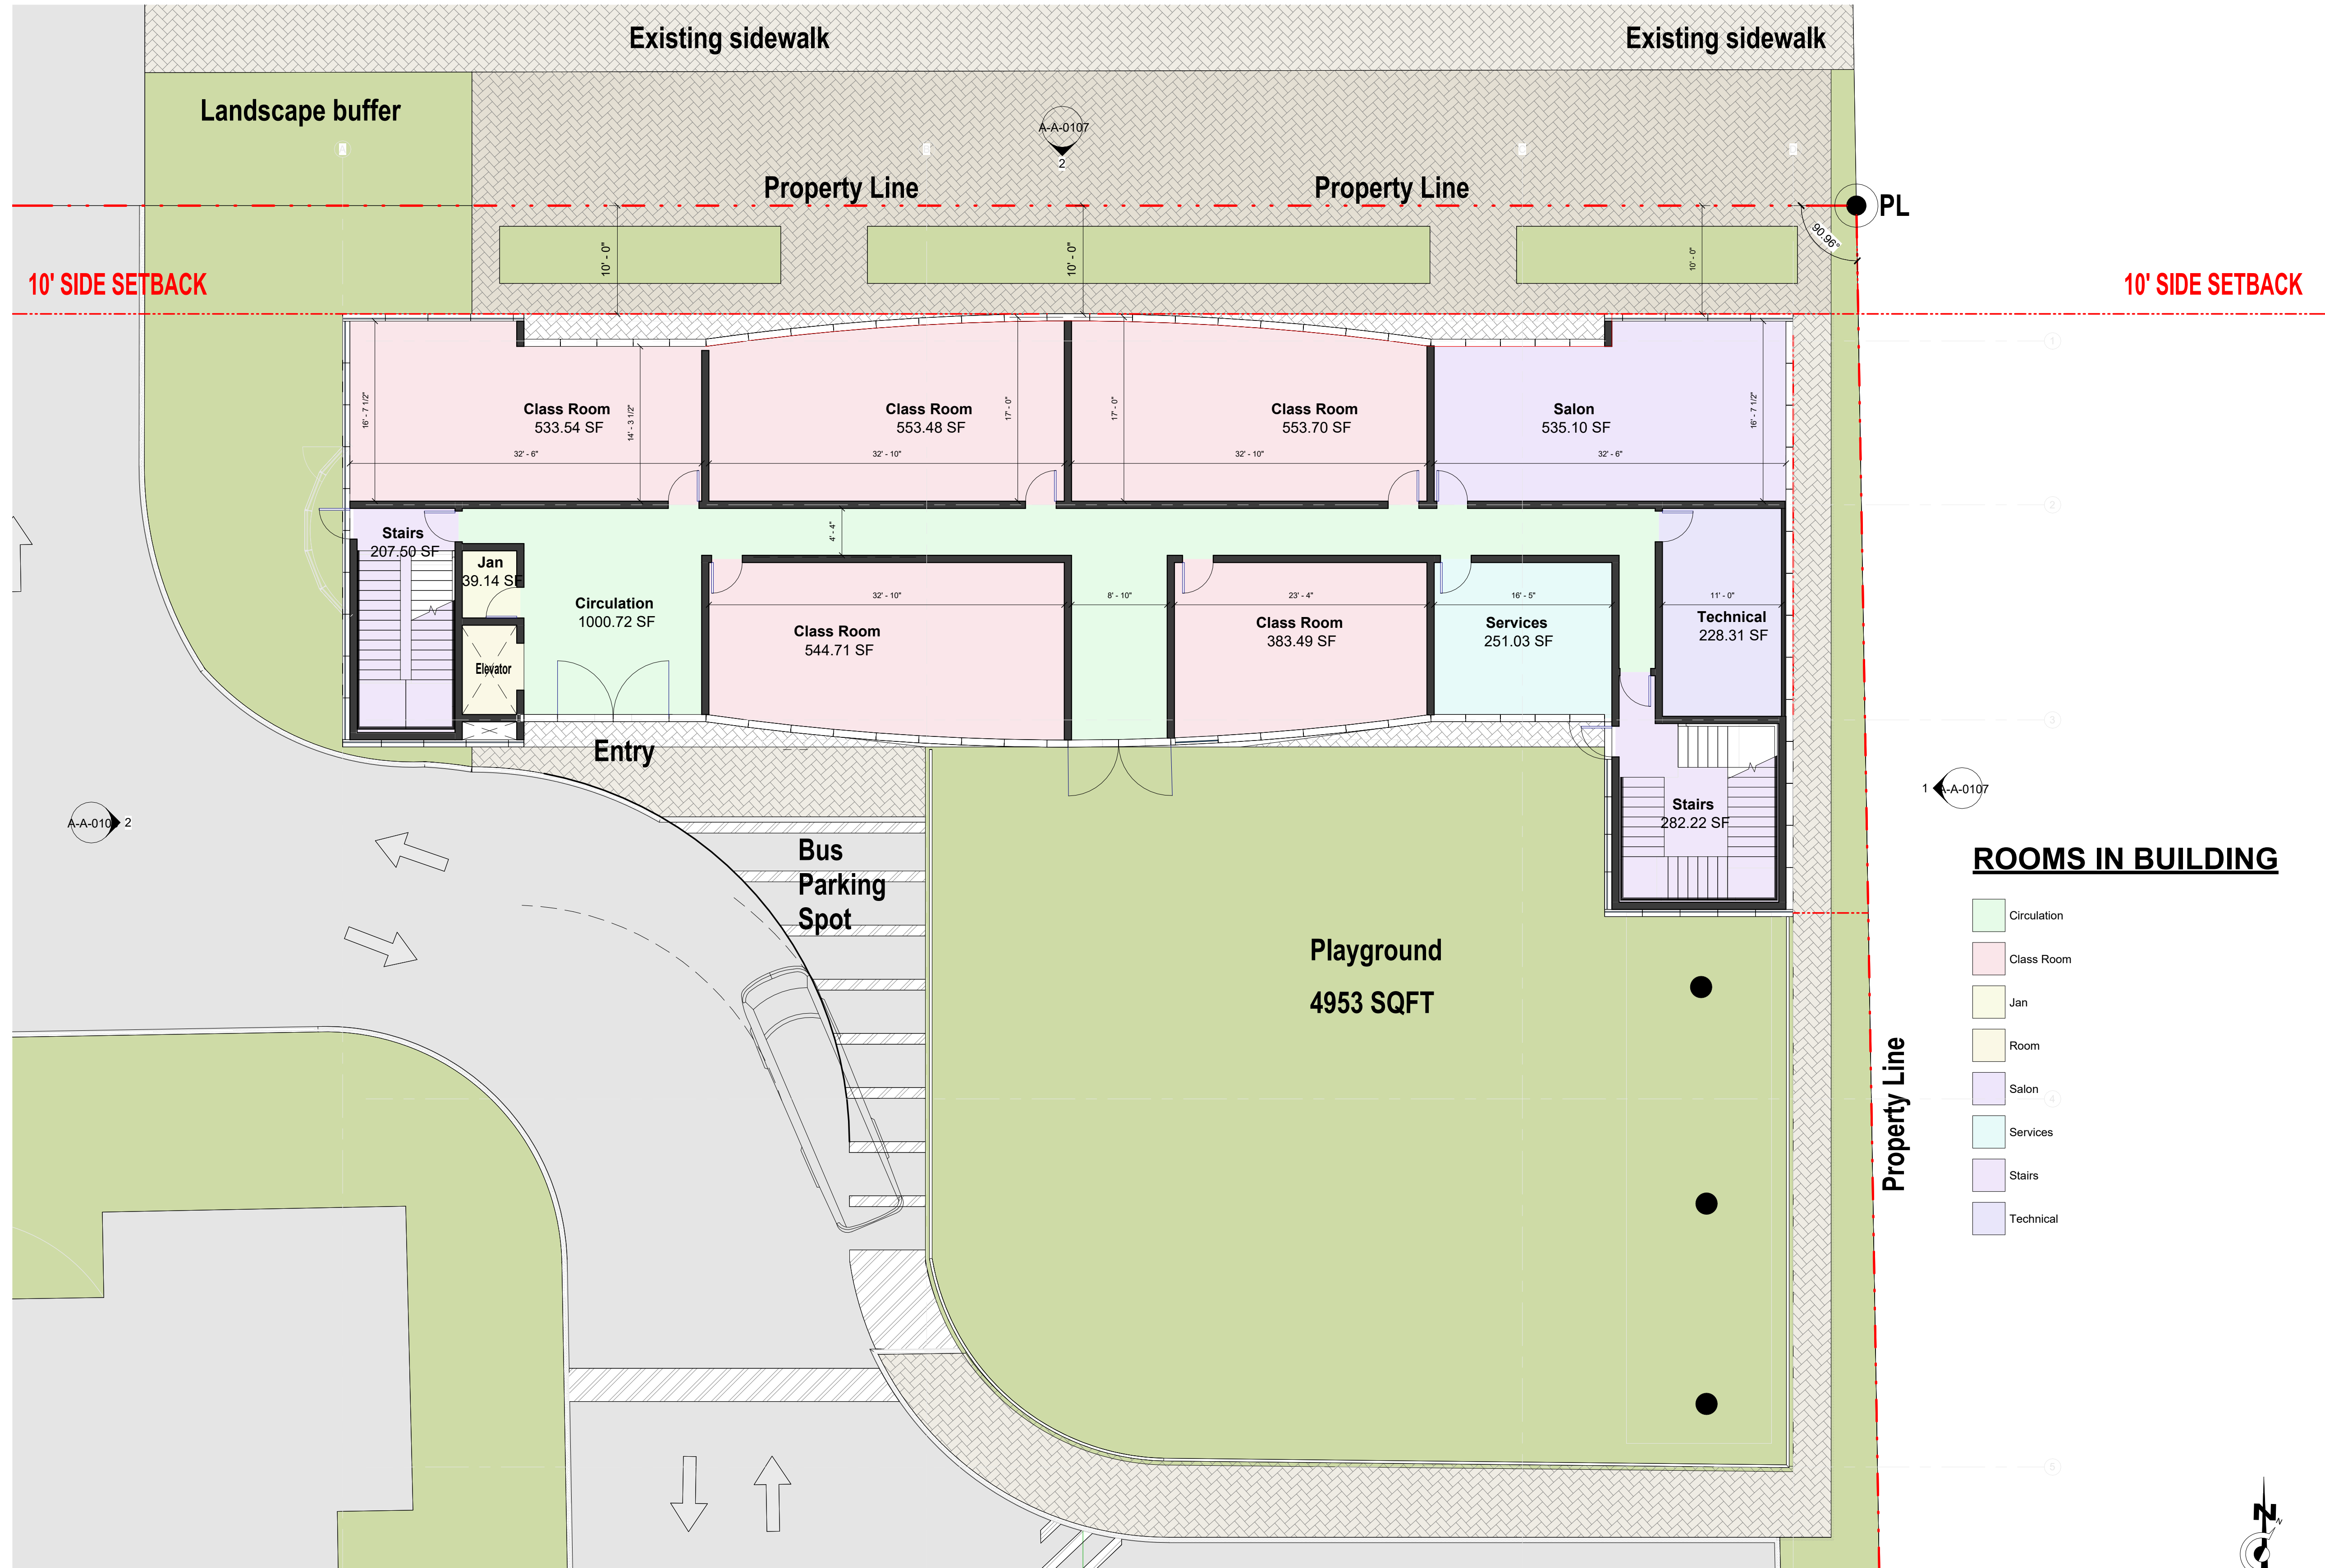 Existing sidewalk
Existing sidewalk
Landscape buffer
A-A-0107
2
Property Line
Property Line
PL
90.96°
10' - 0"
10' - 0"
10' - 0"
10' SIDE SETBACK
10' SIDE SETBACK
1
16' - 7 1/2"
Class Room
533.54 SF
14' - 3 1/2"
32' - 6"
Class Room
553.48 SF
17' - 0"
32' - 10"
17' - 0"
Class Room
553.70 SF
32' - 10"
Salon
535.10 SF
16' - 7 1/2"
32' - 6"
2
Stairs
207.50 SF
Jan
39.14 SF
Elevator
4' - 4"
Circulation
1000.72 SF
32' - 10"
Class Room
544.71 SF
8' - 10"
23' - 4"
Class Room
383.49 SF
16' - 5"
Services
251.03 SF
11' - 0"
Technical
228.31 SF
3
Entry
A-A-010
2
1
A-A-0107
Stairs
282.22 SF
Bus
Parking
Spot
Playground
4953 SQFT
Property Line
ROOMS IN BUILDING
Circulation
Class Room
Jan
Room
Salon
4
Services
Stairs
Technical
5
N
N